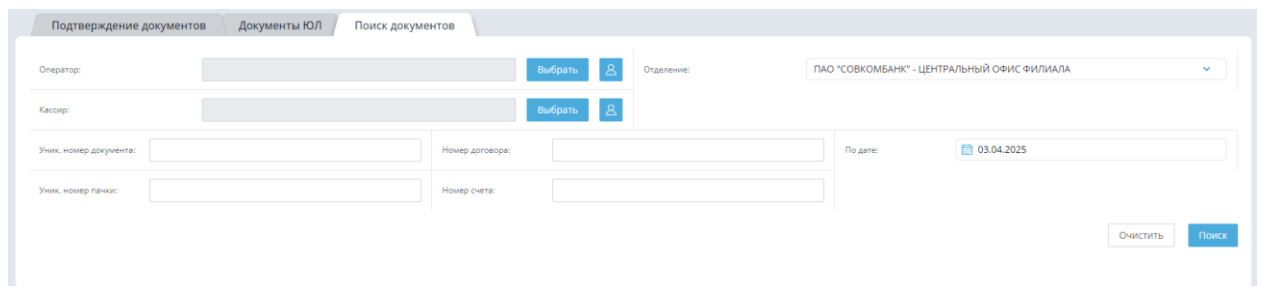 Подтверждение документов Документы ЮЛ Поиск документов
Оператор: Выбрать Отделение: ПАО "СОВКОМБАНК" - ЦЕНТРАЛЬНЫЙ ОФИС ФИЛИАЛА
Кассир: Выбрать
Уник. номер документа: Номер договора: По дате: 03.04.2025
Уник. номер пачки: Номер счета:
Очистить Поиск